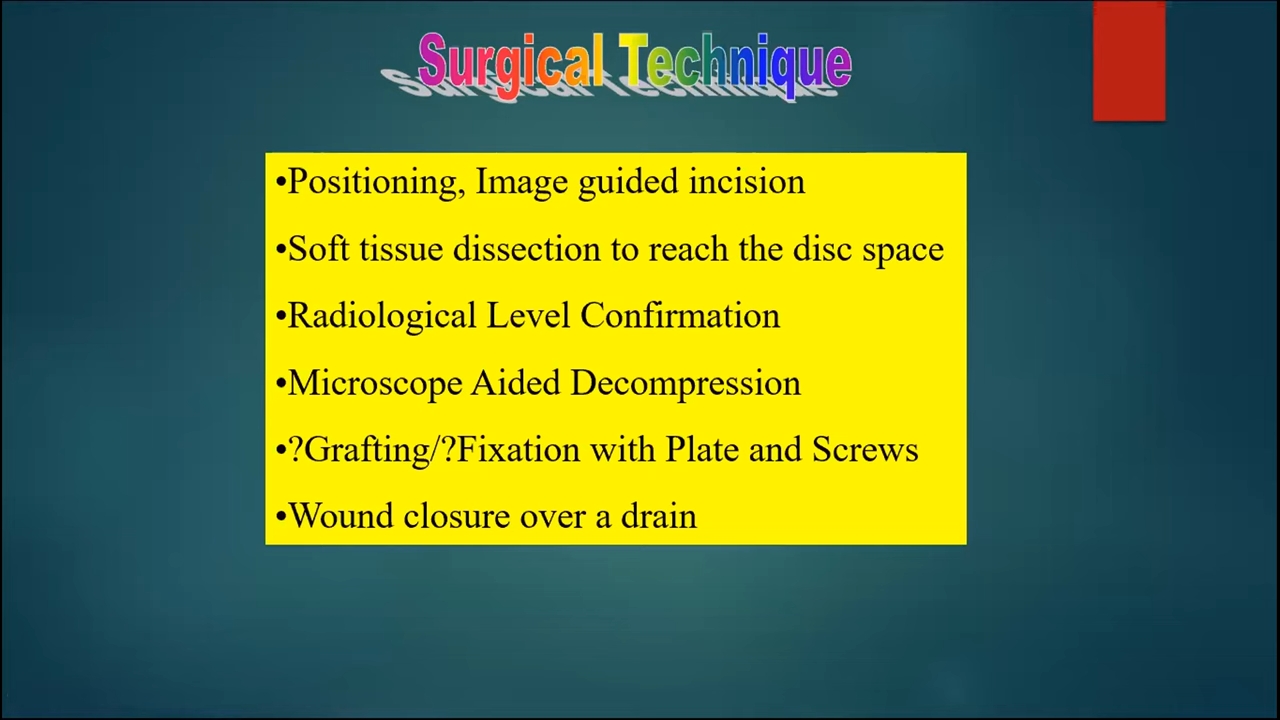 Surgical Technique
•Positioning, Image guided incision
•Soft tissue dissection to reach the disc space
•Radiological Level Confirmation
•Microscope Aided Decompression
•?Grafting/?Fixation with Plate and Screws
•Wound closure over a drain